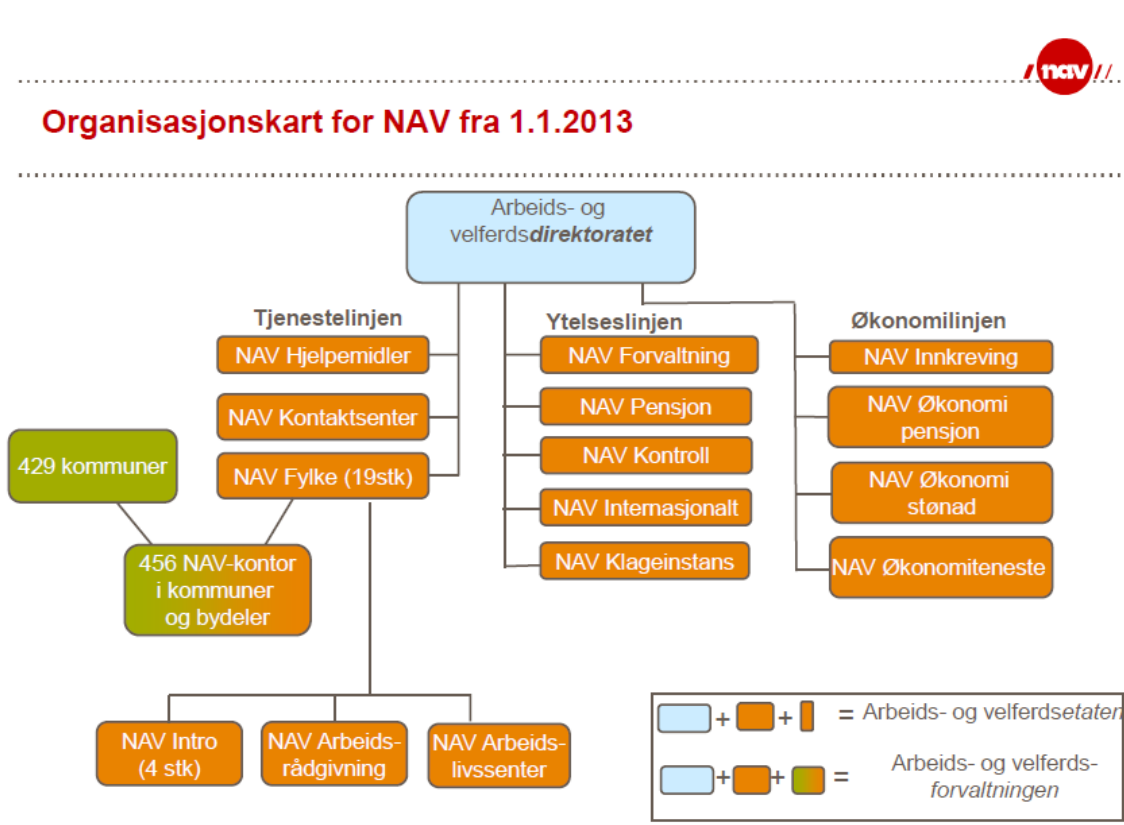 nav
Organisasjonskart for NAV fra 1.1.2013
Arbeids- og
velferdsdirektoratet
Tjenestelinjen
NAV Hjelpemidler
NAV Kontaktsenter
NAV Fylke (19stk)
429 kommuner
456 NAV-kontor
i kommuner
og bydeler
NAV Intro
(4 stk)
NAV Arbeids-
rådgivning
NAV Arbeids-
livssenter
Ytelseslinjen
NAV Forvaltning
NAV Pensjon
NAV Kontroll
NAV Internasjonalt
NAV Klageinstans
Økonomilinjen
NAV Innkreving
NAV Økonomi
pensjon
NAV Økonomi
stønad
NAV Økonomiteneste
+ + = Arbeids- og velferdsetaten
+ + = Arbeids- og velferds-
forvaltningen